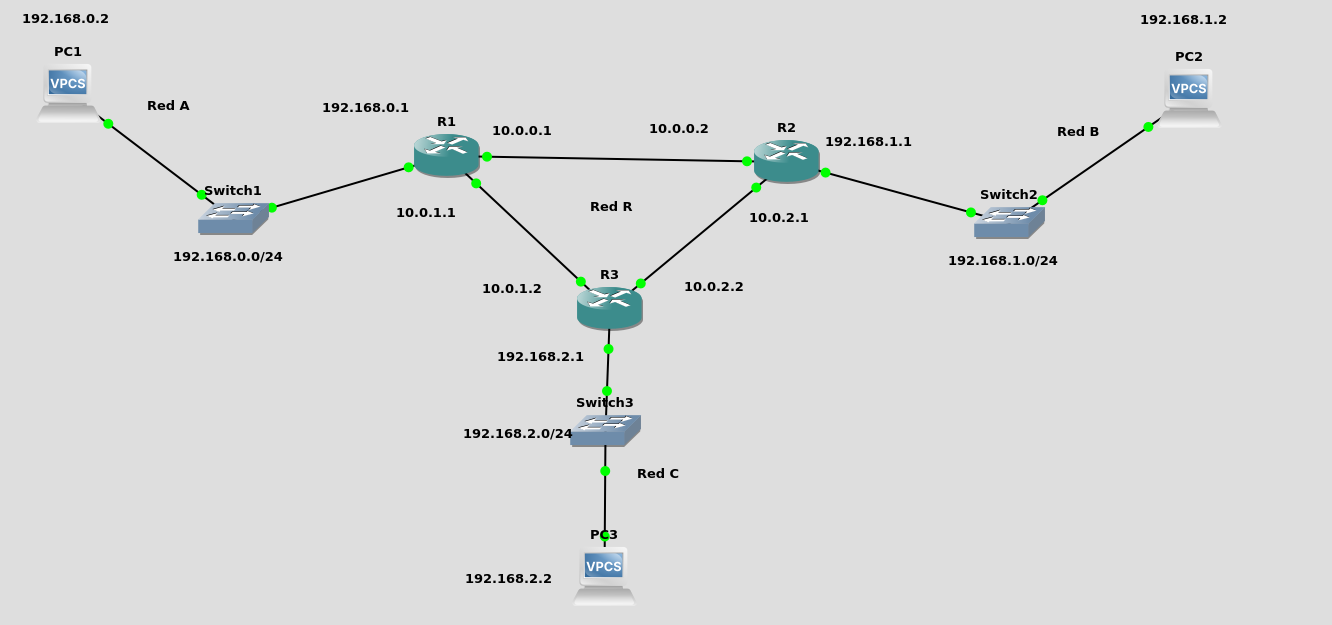 192.168.0.2
192.168.1.2
PC1
PC2
VPCS
VPCS
Red A
192.168.0.1
R1
10.0.0.1
10.0.0.2
R2
192.168.1.1
Red B
Switch1
10.0.1.1
Red R
10.0.2.1
Switch2
192.168.0.0/24
192.168.1.0/24
R3
10.0.1.2
10.0.2.2
192.168.2.1
Switch3
192.168.2.0/24
Red C
PC3
VPCS
192.168.2.2